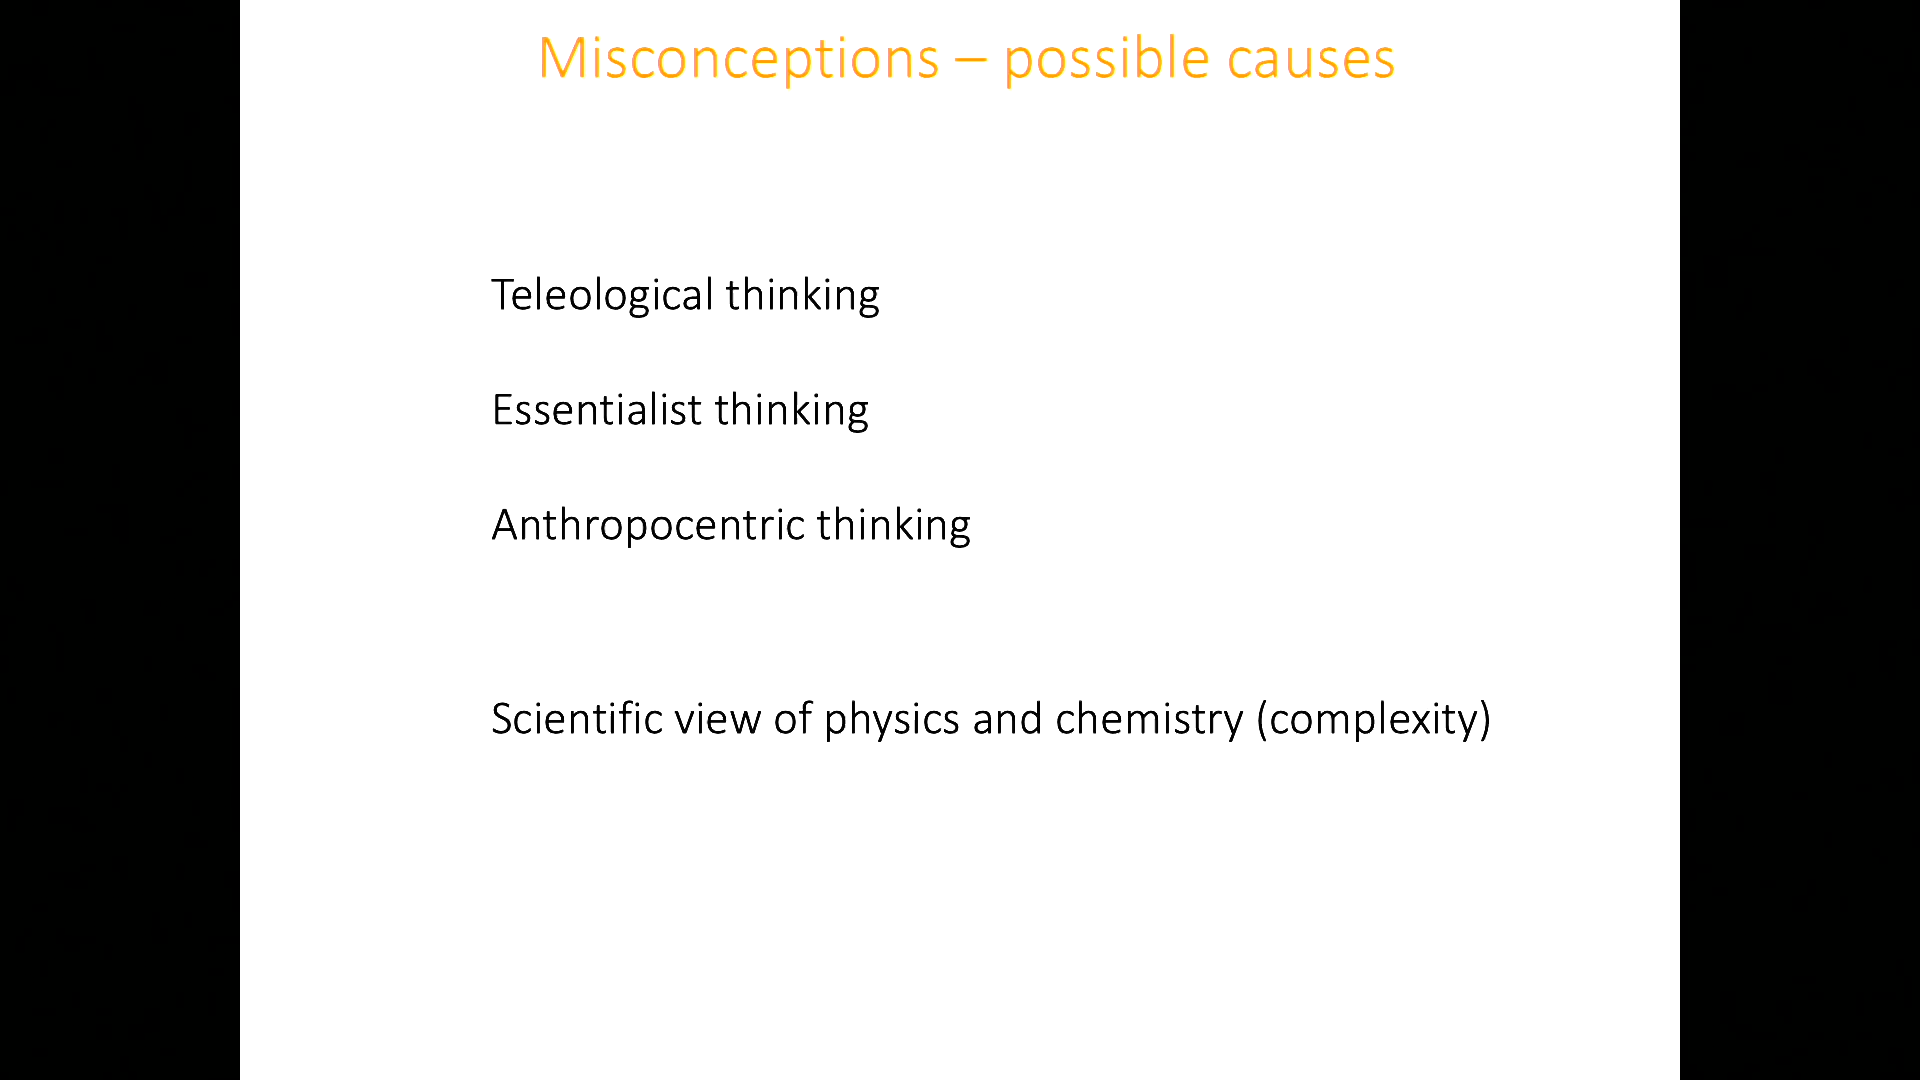 Misconceptions – possible causes
Teleological thinking
Essentialist thinking
Anthropocentric thinking
Scientific view of physics and chemistry (complexity)